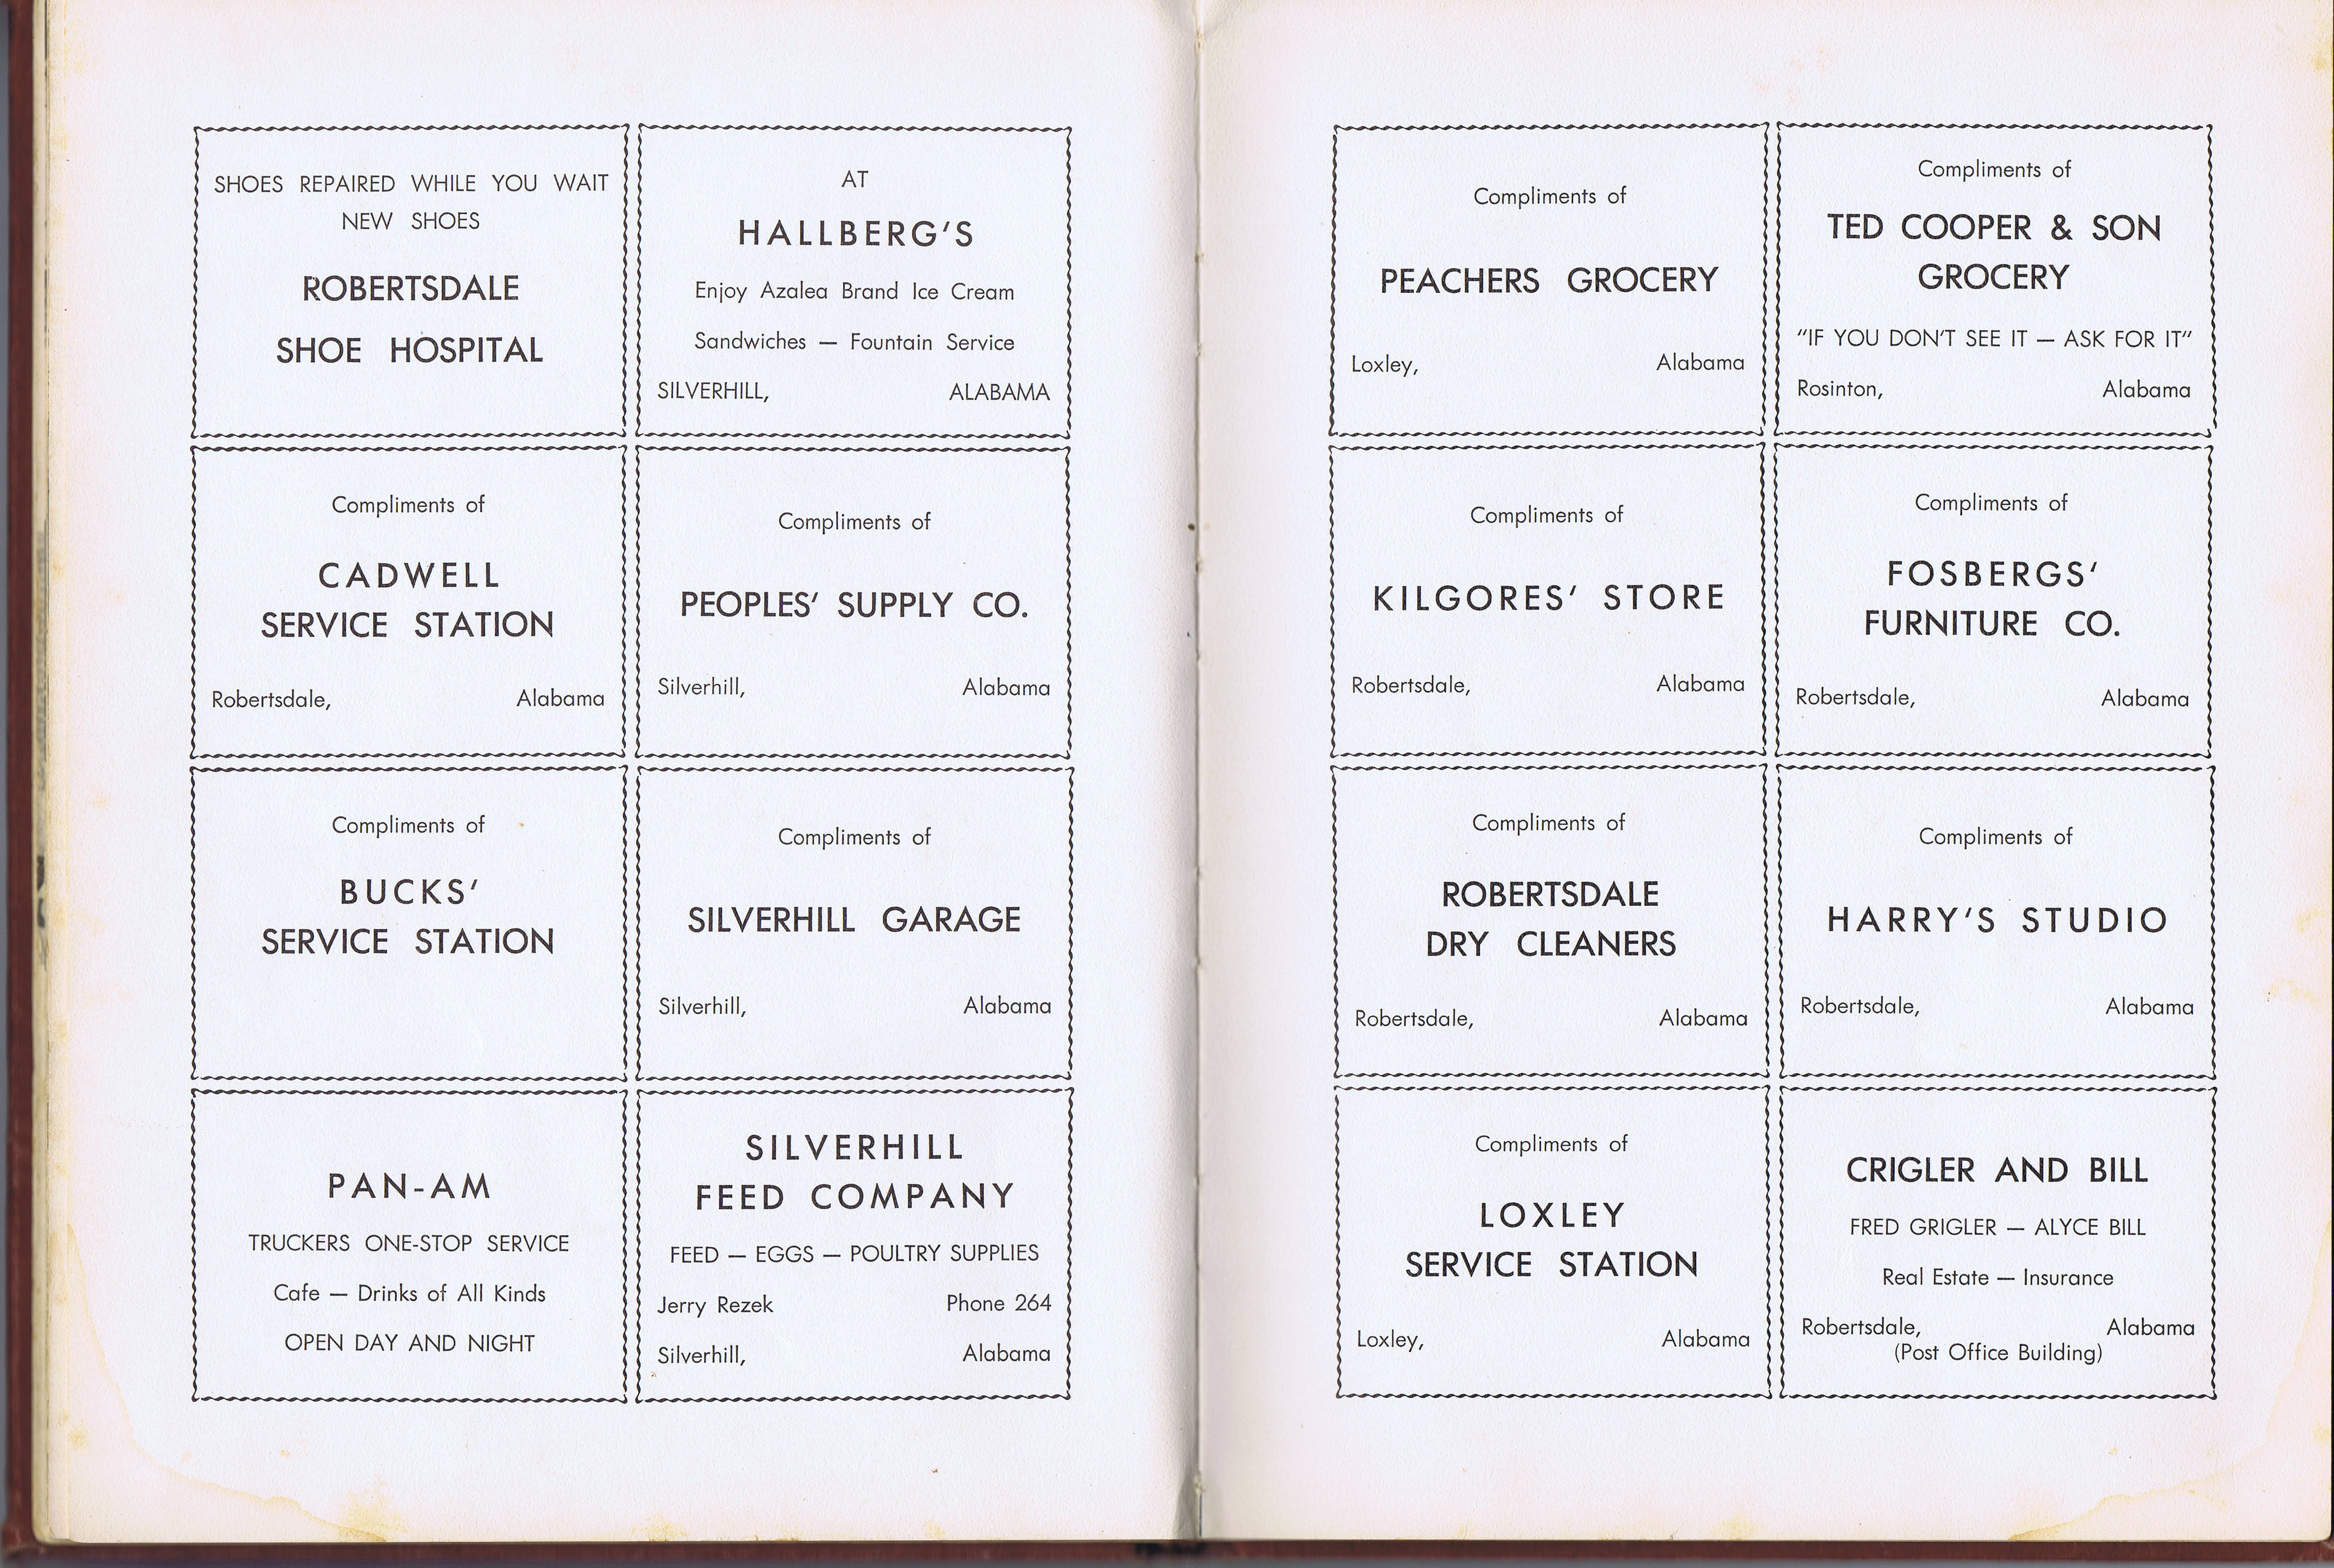 SHOES REPAIRED WHILE YOU WAIT
NEW SHOES
ROBERTSDALE
SHOE HOSPITAL
AT
HALLBERG'S
Enjoy Azalea Brand Ice Cream
Sandwiches — Fountain Service
SILVERHILL, ALABAMA
Compliments of
CADWELL
SERVICE STATION
Robertsdale, Alabama
Compliments of
PEOPLES' SUPPLY CO.
Silverhill, Alabama
Compliments of
BUCKS'
SERVICE STATION
Compliments of
SILVERHILL GARAGE
Silverhill, Alabama
PAN-AM
TRUCKERS ONE-STOP SERVICE
Cafe — Drinks of All Kinds
OPEN DAY AND NIGHT
SILVERHILL
FEED COMPANY
FEED — EGGS — POULTRY SUPPLIES
Jerry Rezek Phone 264
Silverhill, Alabama
Compliments of
PEACHERS GROCERY
Loxley, Alabama
Compliments of
TED COOPER & SON
GROCERY
"IF YOU DON'T SEE IT — ASK FOR IT"
Rosinton, Alabama
Compliments of
KILGORES' STORE
Robertsdale, Alabama
Compliments of
FOSBERGS'
FURNITURE CO.
Robertsdale, Alabama
Compliments of
ROBERTSDALE
DRY CLEANERS
Robertsdale, Alabama
Compliments of
HARRY'S STUDIO
Robertsdale, Alabama
Compliments of
LOXLEY
SERVICE STATION
Loxley, Alabama
CRIGLER AND BILL
FRED GRIGLER — ALYCE BILL
Real Estate — Insurance
Robertsdale, Alabama
(Post Office Building)